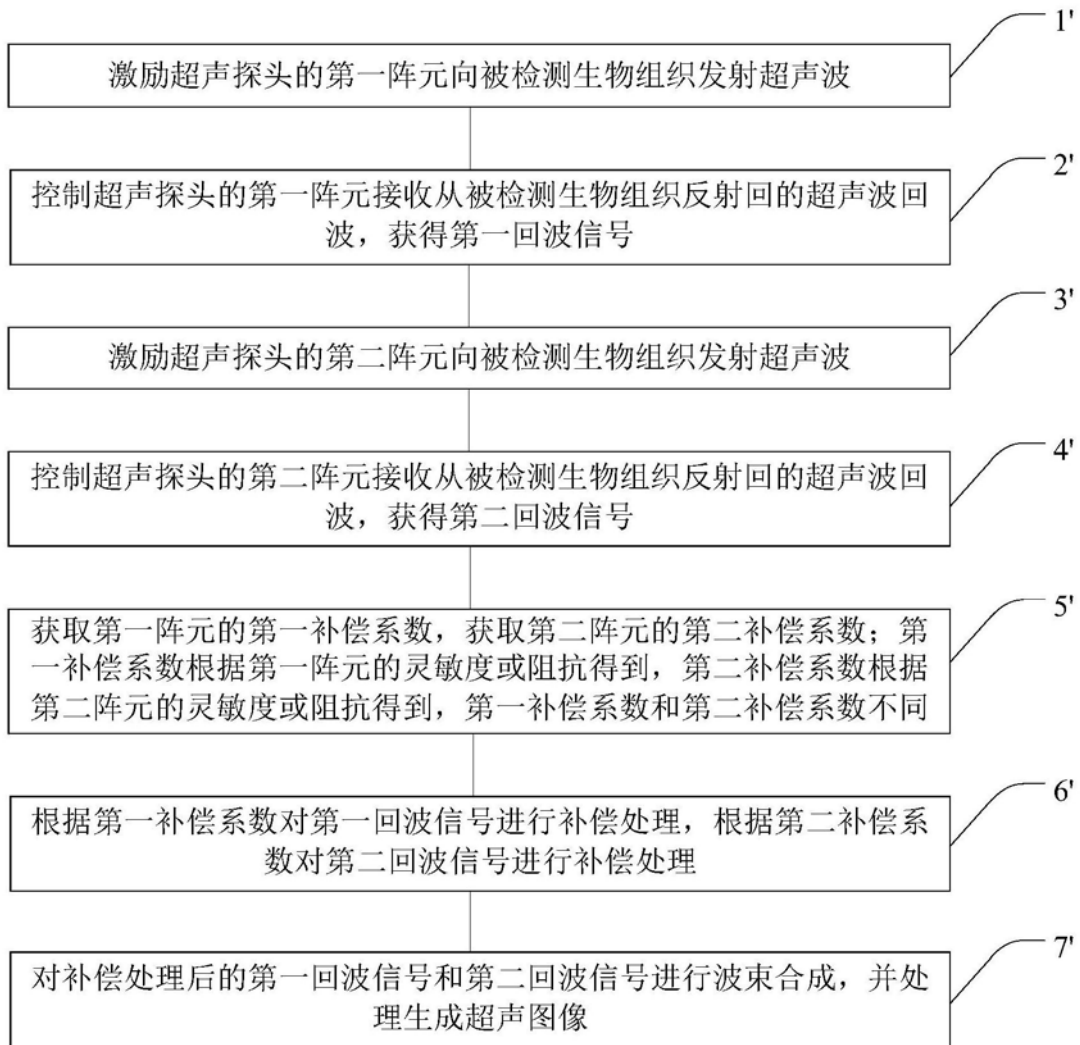 1'
激励超声探头的第一阵元向被检测生物组织发射超声波
2'
控制超声探头的第一阵元接收从被检测生物组织反射回的超声波回
波，获得第一回波信号
3'
激励超声探头的第二阵元向被检测生物组织发射超声波
4'
控制超声探头的第二阵元接收从被检测生物组织反射回的超声波回
波，获得第二回波信号
5'
获取第一阵元的第一补偿系数，获取第二阵元的第二补偿系数；第
一补偿系数根据第一阵元的灵敏度或阻抗得到，第二补偿系数根据
第二阵元的灵敏度或阻抗得到，第一补偿系数和第二补偿系数不同
6'
根据第一补偿系数对第一回波信号进行补偿处理，根据第二补偿系
数对第二回波信号进行补偿处理
7'
对补偿处理后的第一回波信号和第二回波信号进行波束合成，并处
理生成超声图像